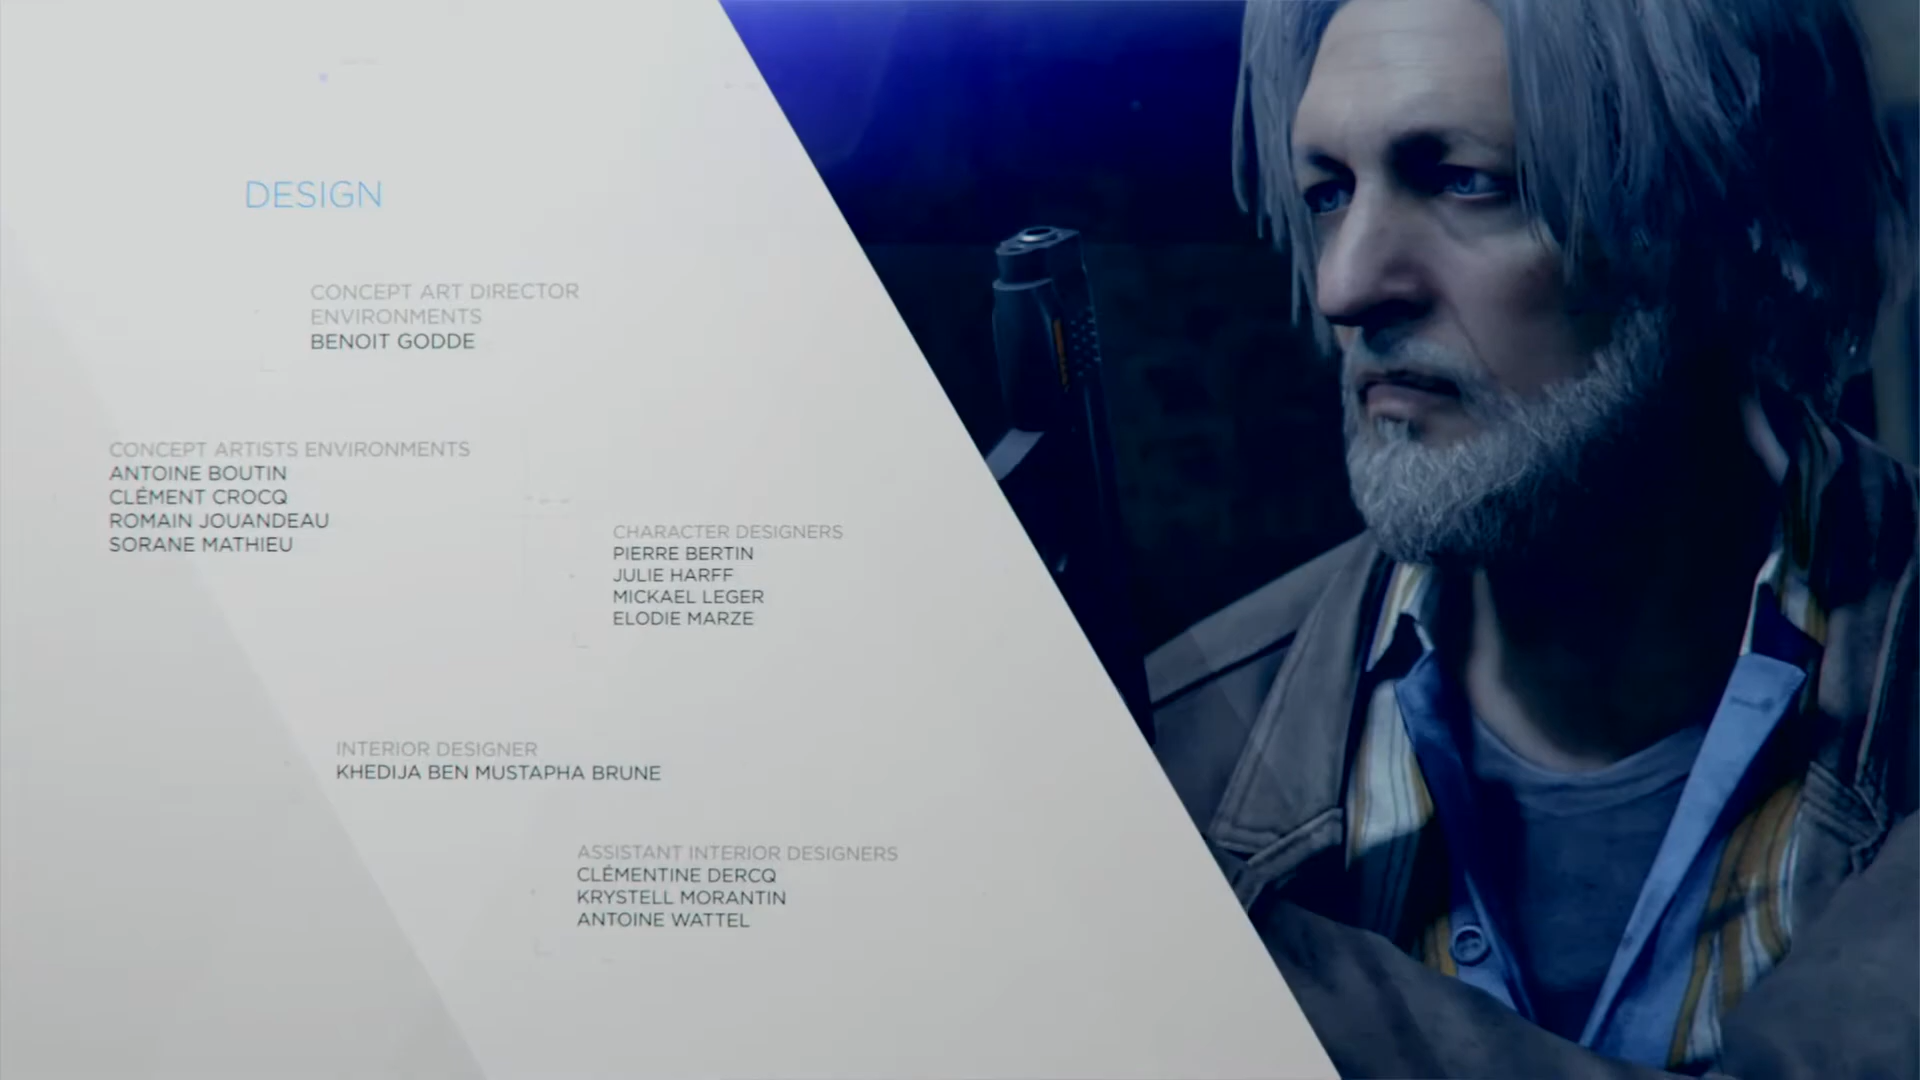 DESIGN
CONCEPT ART DIRECTOR
ENVIRONMENTS
BENOIT GODDE
CONCEPT ARTISTS ENVIRONMENTS
ANTOINE BOUTIN
CLÉMENT CROCQ
ROMAIN JOUANDEAU
SORANE MATHIEU
CHARACTER DESIGNERS
PIERRE BERTIN
JULIE HARFF
MICKAEL LEGER
ELODIE MARZE
INTERIOR DESIGNER
KHEDIJA BEN MUSTAPHA BRUNE
ASSISTANT INTERIOR DESIGNERS
CLÉMENTINE DERCQ
KRYSTELL MORANTIN
ANTOINE WATTEL